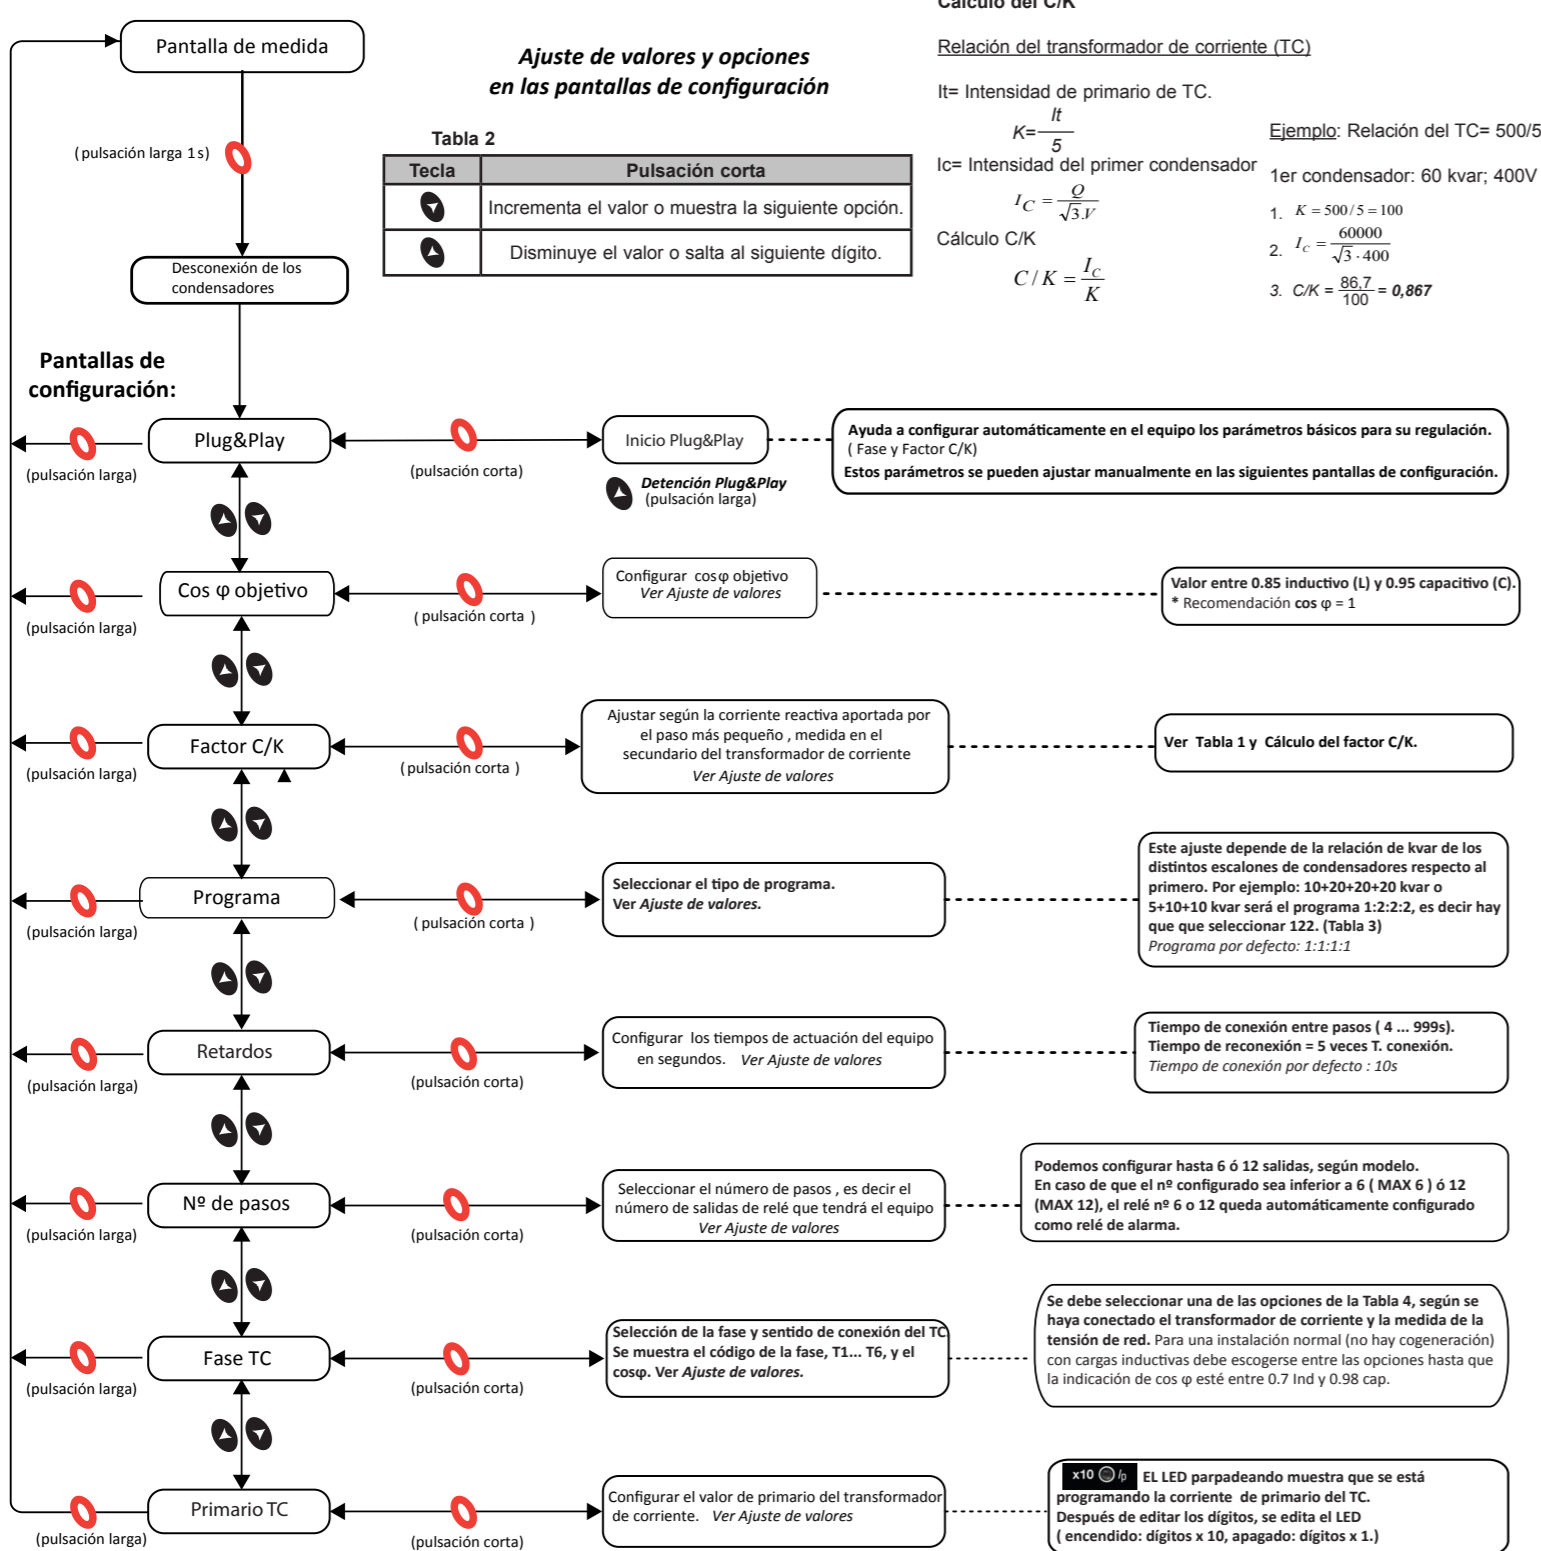 Cálculo del C/K
Pantalla de medida
Ajuste de valores y opciones
en las pantallas de configuración
Relación del transformador de corriente (TC)
It= Intensidad de primario de TC.
K= It / 5
Ic= Intensidad del primer condensador
I_C = Q / √3.V
Cálculo C/K
C / K = I_C / K
Ejemplo: Relación del TC= 500/5
1er condensador: 60 kvar; 400V
1. K = 500 / 5 = 100
2. I_C = 60000 / √3 · 400
3. C/K = 86,7 / 100 = 0,867
(pulsación larga 1s)
Tabla 2
Tecla Pulsación corta
Incrementa el valor o muestra la siguiente opción.
Disminuye el valor o salta al siguiente dígito.
Desconexión de los
condensadores
Pantallas de
configuración:
Plug&Play
(pulsación larga)
(pulsación corta)
Inicio Plug&Play
Detención Plug&Play
(pulsación larga)
Ayuda a configurar automáticamente en el equipo los parámetros básicos para su regulación.
( Fase y Factor C/K)
Estos parámetros se pueden ajustar manualmente en las siguientes pantallas de configuración.
Cos φ objetivo
(pulsación larga)
( pulsación corta )
Configurar cosφ objetivo
Ver Ajuste de valores
Valor entre 0.85 inductivo (L) y 0.95 capacitivo (C).
* Recomendación cos φ = 1
Factor C/K
(pulsación larga)
( pulsación corta )
Ajustar según la corriente reactiva aportada por
el paso más pequeño , medida en el
secundario del transformador de corriente
Ver Ajuste de valores
Ver Tabla 1 y Cálculo del factor C/K.
Programa
(pulsación larga)
( pulsación corta )
Seleccionar el tipo de programa.
Ver Ajuste de valores.
Este ajuste depende de la relación de kvar de los
distintos escalones de condensadores respecto al
primero. Por ejemplo: 10+20+20+20 kvar o
5+10+10 kvar será el programa 1:2:2:2, es decir hay
que que seleccionar 122. (Tabla 3)
Programa por defecto: 1:1:1:1
Retardos
(pulsación larga)
(pulsación corta)
Configurar los tiempos de actuación del equipo
en segundos. Ver Ajuste de valores
Tiempo de conexión entre pasos ( 4 ... 999s).
Tiempo de reconexión = 5 veces T. conexión.
Tiempo de conexión por defecto : 10s
Nº de pasos
(pulsación larga)
(pulsación corta)
Seleccionar el número de pasos , es decir el
número de salidas de relé que tendrá el equipo
Ver Ajuste de valores
Podemos configurar hasta 6 ó 12 salidas, según modelo.
En caso de que el nº configurado sea inferior a 6 ( MAX 6 ) ó 12
(MAX 12), el relé nº 6 o 12 queda automáticamente configurado
como relé de alarma.
Fase TC
(pulsación larga)
(pulsación corta)
Selección de la fase y sentido de conexión del TC.
Se muestra el código de la fase, T1... T6, y el
cosφ. Ver Ajuste de valores.
Se debe seleccionar una de las opciones de la Tabla 4, según se
haya conectado el transformador de corriente y la medida de la
tensión de red. Para una instalación normal (no hay cogeneración)
con cargas inductivas debe escogerse entre las opciones hasta que
la indicación de cos φ esté entre 0.7 Ind y 0.98 cap.
Primario TC
(pulsación larga)
(pulsación corta)
Configurar el valor de primario del transformador
de corriente. Ver Ajuste de valores
x10 /p EL LED parpadeando muestra que se está
programando la corriente de primario del TC.
Después de editar los dígitos, se edita el LED
( encendido: dígitos x 10, apagado: dígitos x 1.)